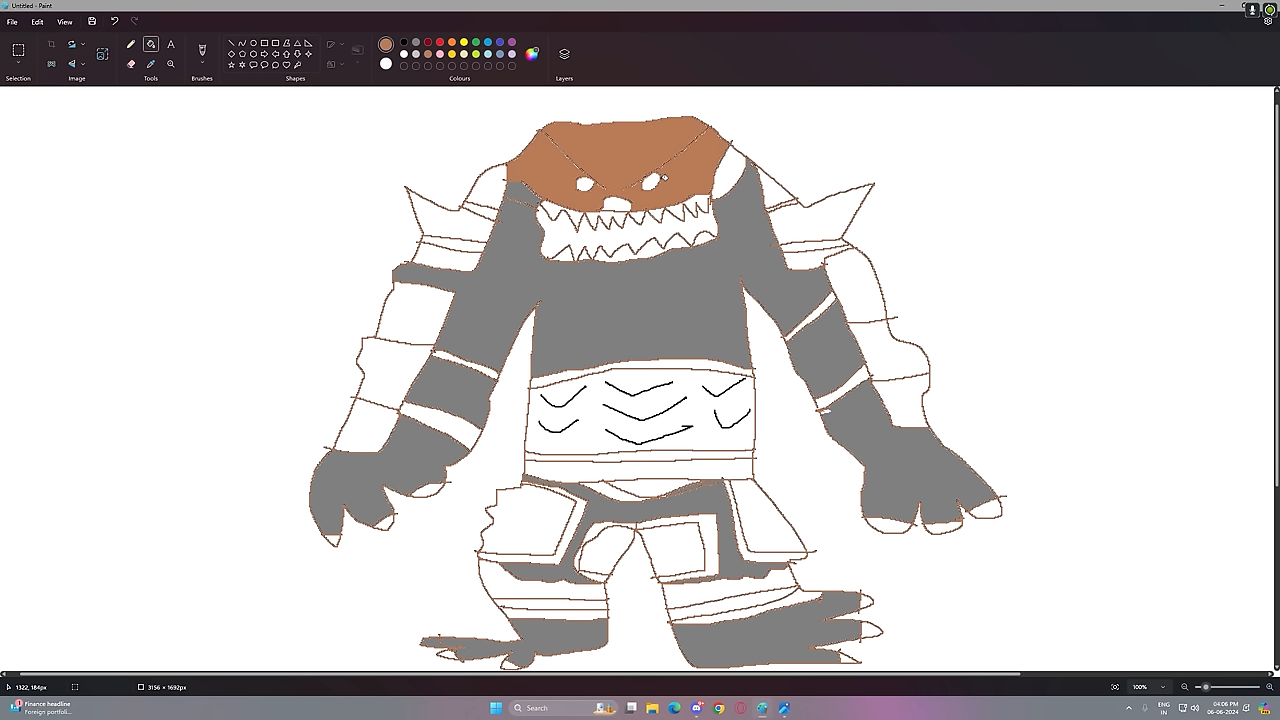 Untitled - Paint
File Edit View
Selection Image Tools Brushes Shapes Colours Layers
1322, 184px 3156 × 1692px 100%
Finance headline
Foreign portfoli...
Search
ENG
IN
04:06 PM
06-06-2024